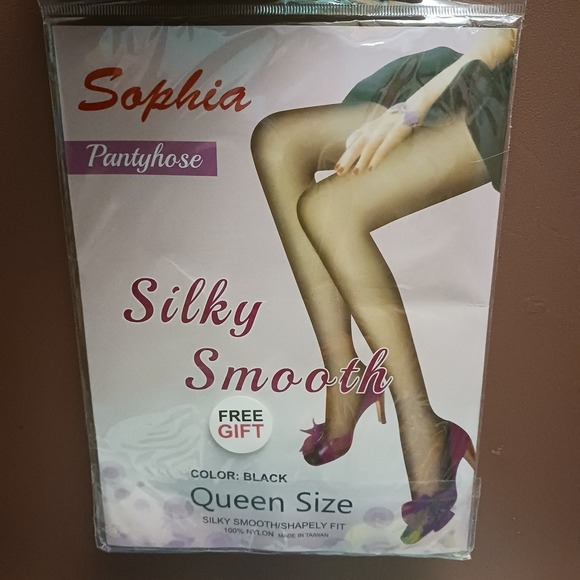 Sophia
Pantyhose
Silky
Smooth
FREE
GIFT
COLOR: BLACK
Queen Size
SILKY SMOOTH/SHAPELY FIT
100% NYLON MADE IN TAIWAN